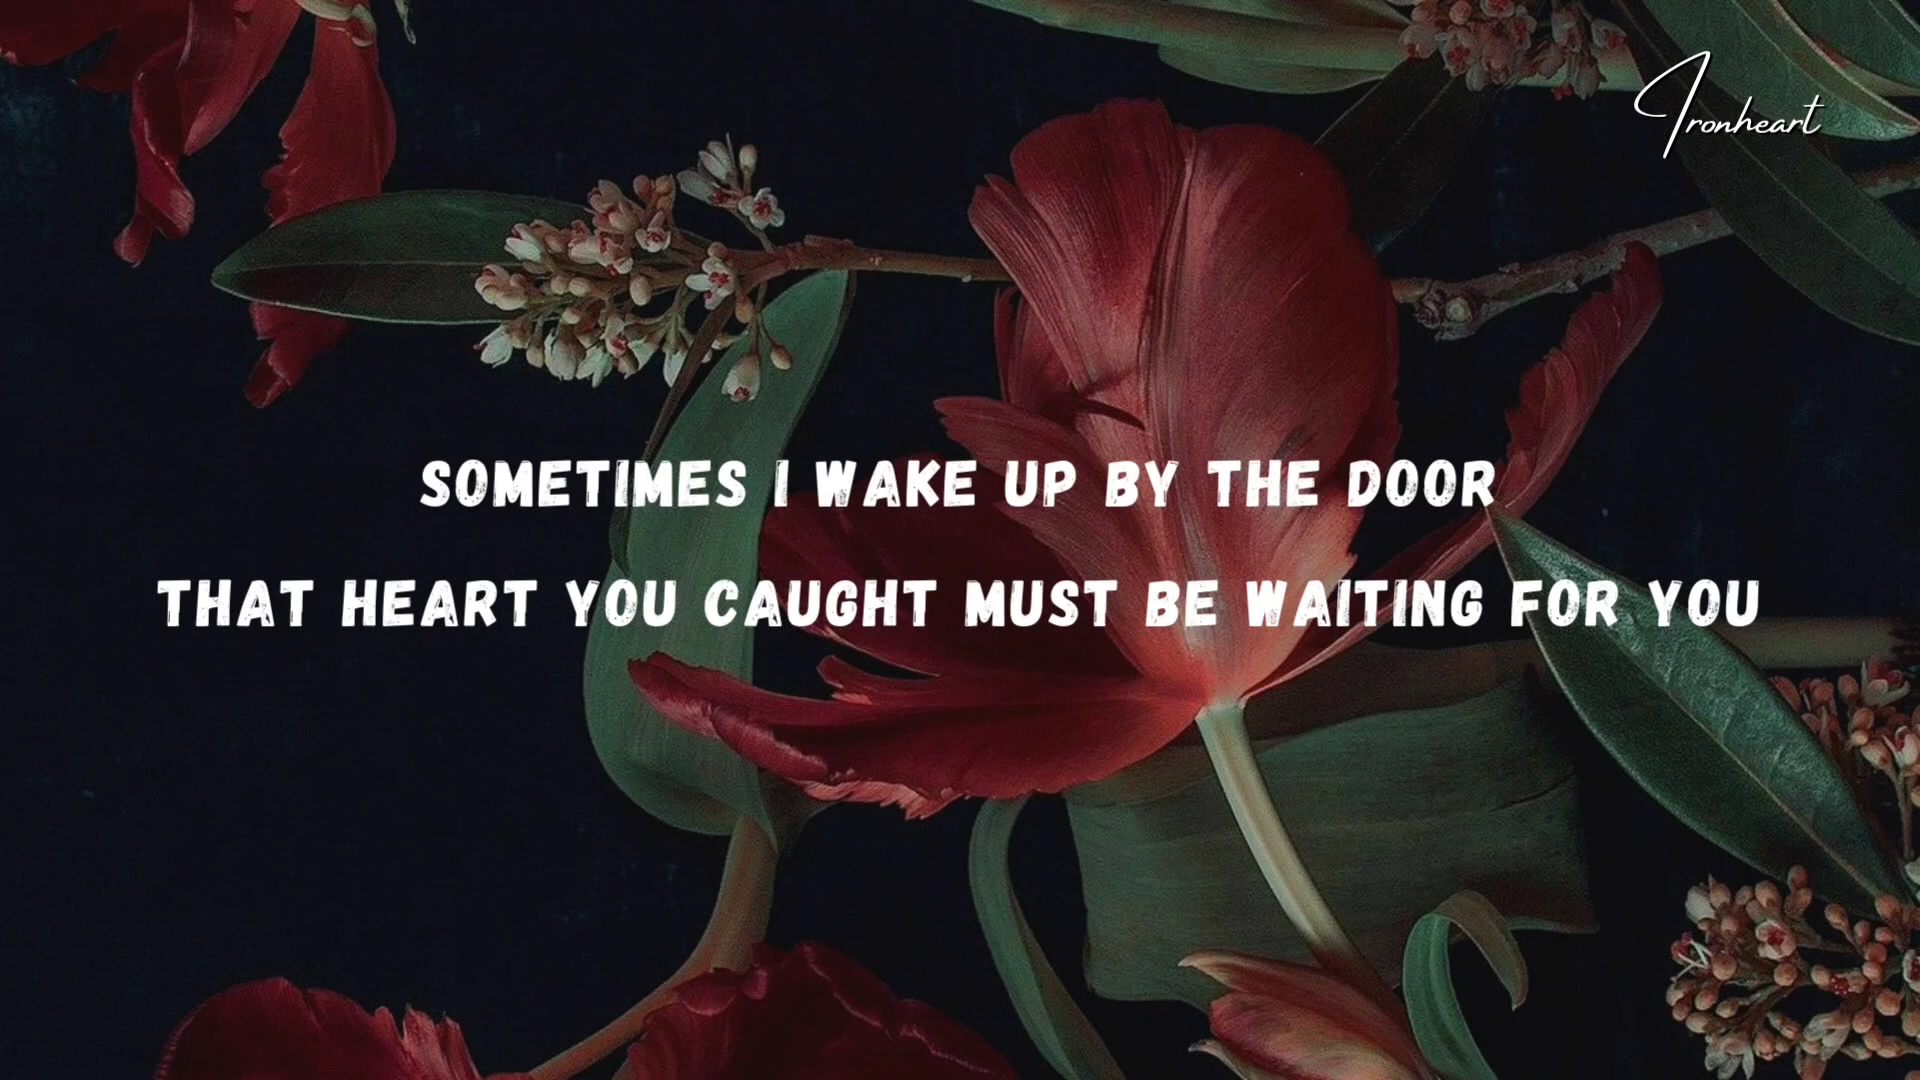 Ironheart
SOMETIMES I WAKE UP BY THE DOOR
THAT HEART YOU CAUGHT MUST BE WAITING FOR YOU